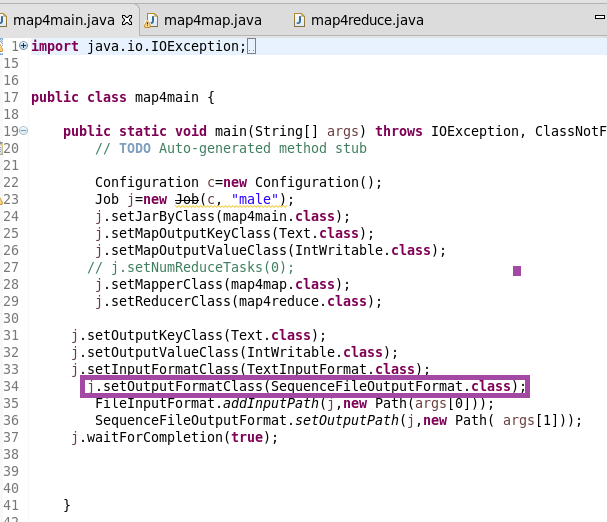 map4main.java map4map.java map4reduce.java
1 import java.io.IOException;
15
16
17 public class map4main {
18
19 public static void main(String[] args) throws IOException, ClassNotF
20 // TODO Auto-generated method stub
21
22 Configuration c=new Configuration();
23 Job j=new Job(c, "male");
24 j.setJarByClass(map4main.class);
25 j.setMapOutputKeyClass(Text.class);
26 j.setMapOutputValueClass(IntWritable.class);
27 // j.setNumReduceTasks(0);
28 j.setMapperClass(map4map.class);
29 j.setReducerClass(map4reduce.class);
30
31 j.setOutputKeyClass(Text.class);
32 j.setOutputValueClass(IntWritable.class);
33 j.setInputFormatClass(TextInputFormat.class);
34 j.setOutputFormatClass(SequenceFileOutputFormat.class);
35 FileInputFormat.addInputPath(j,new Path(args[0]));
36 SequenceFileOutputFormat.setOutputPath(j,new Path( args[1]));
37 j.waitForCompletion(true);
38
39
40
41 }
42